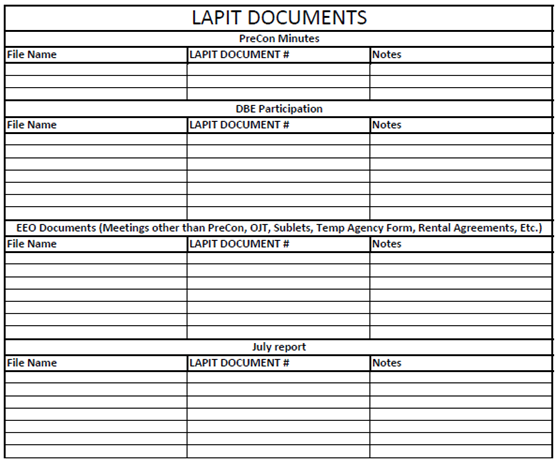 LAPIT DOCUMENTS
PreCon Minutes
File Name LAPIT DOCUMENT # Notes
DBE Participation
File Name LAPIT DOCUMENT # Notes
EEO Documents (Meetings other than PreCon, OJT, Sublets, Temp Agency Form, Rental Agreements, Etc.)
File Name LAPIT DOCUMENT # Notes
July report
File Name LAPIT DOCUMENT # Notes